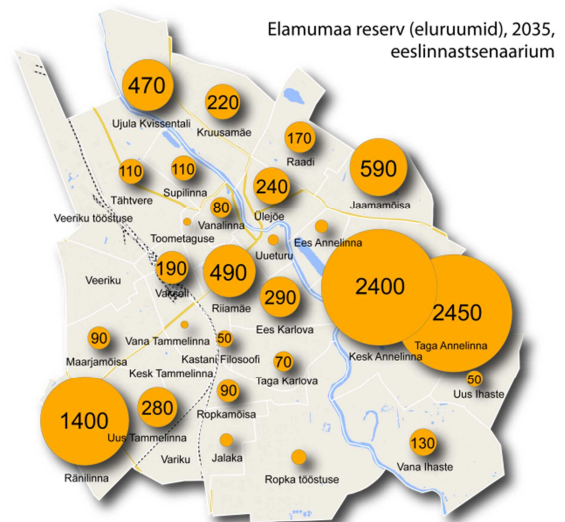 Elamumaa reserv (eluruumid), 2035,
eeslinnastsenaarium
470
Ujula Kvissentali
220
Kruusamäe
170
Raadi
590
Jaamamõisa
110
Tähtvere
110
Supilinna
240
Ülejõe
80
Vanalinna
Veeriku tööstuse
Toometaguse
Ees Annelinna
Uueturu
190
Vaksali
490
Riiamäe
2400
Kesk Annelinna
2450
Taga Annelinna
Veeriku
290
Ees Karlova
90
Maarjamõisa
Vana Tammelinna
50
Kastani Filosoofi
Kesk Tammelinna
70
Taga Karlova
50
Uus Ihaste
1400
Ränilinna
280
Uus Tammelinna
90
Ropkamõisa
Variku
Jalaka
Ropka tööstuse
130
Vana Ihaste